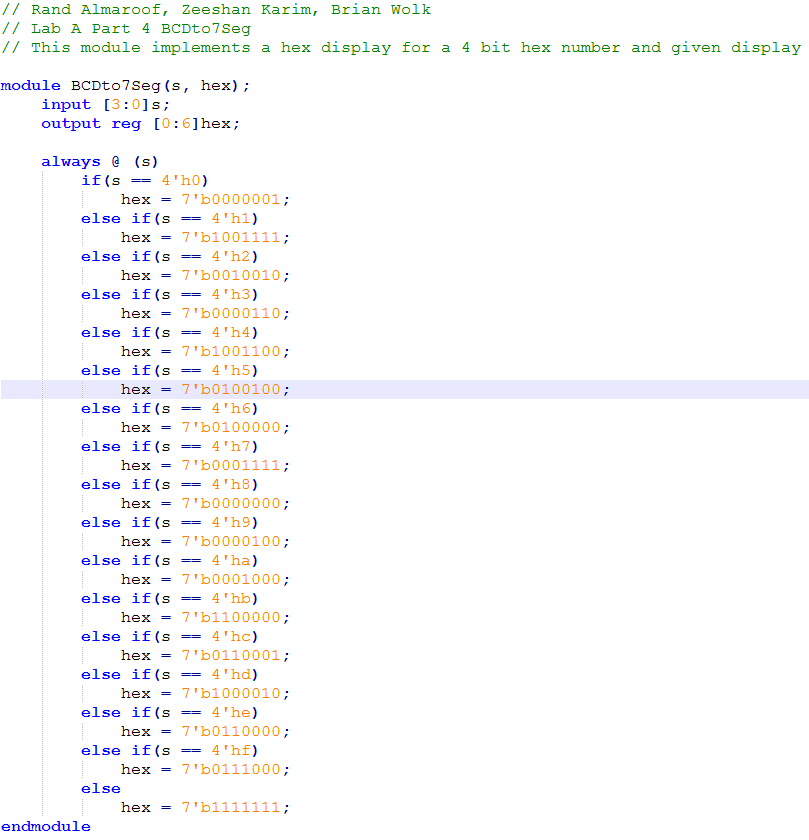 // Rand Almaroof, Zeeshan Karim, Brian Wolk
// Lab A Part 4 BCDto7Seg
// This module implements a hex display for a 4 bit hex number and given display
module BCDto7Seg(s, hex);
input [3:0]s;
output reg [0:6]hex;
always @ (s)
if(s == 4'h0)
hex = 7'b0000001;
else if(s == 4'h1)
hex = 7'b1001111;
else if(s == 4'h2)
hex = 7'b0010010;
else if(s == 4'h3)
hex = 7'b0000110;
else if(s == 4'h4)
hex = 7'b1001100;
else if(s == 4'h5)
hex = 7'b0100100;
else if(s == 4'h6)
hex = 7'b0100000;
else if(s == 4'h7)
hex = 7'b0001111;
else if(s == 4'h8)
hex = 7'b0000000;
else if(s == 4'h9)
hex = 7'b0000100;
else if(s == 4'ha)
hex = 7'b0001000;
else if(s == 4'hb)
hex = 7'b1100000;
else if(s == 4'hc)
hex = 7'b0110001;
else if(s == 4'hd)
hex = 7'b1000010;
else if(s == 4'he)
hex = 7'b0110000;
else if(s == 4'hf)
hex = 7'b0111000;
else
hex = 7'b1111111;
endmodule